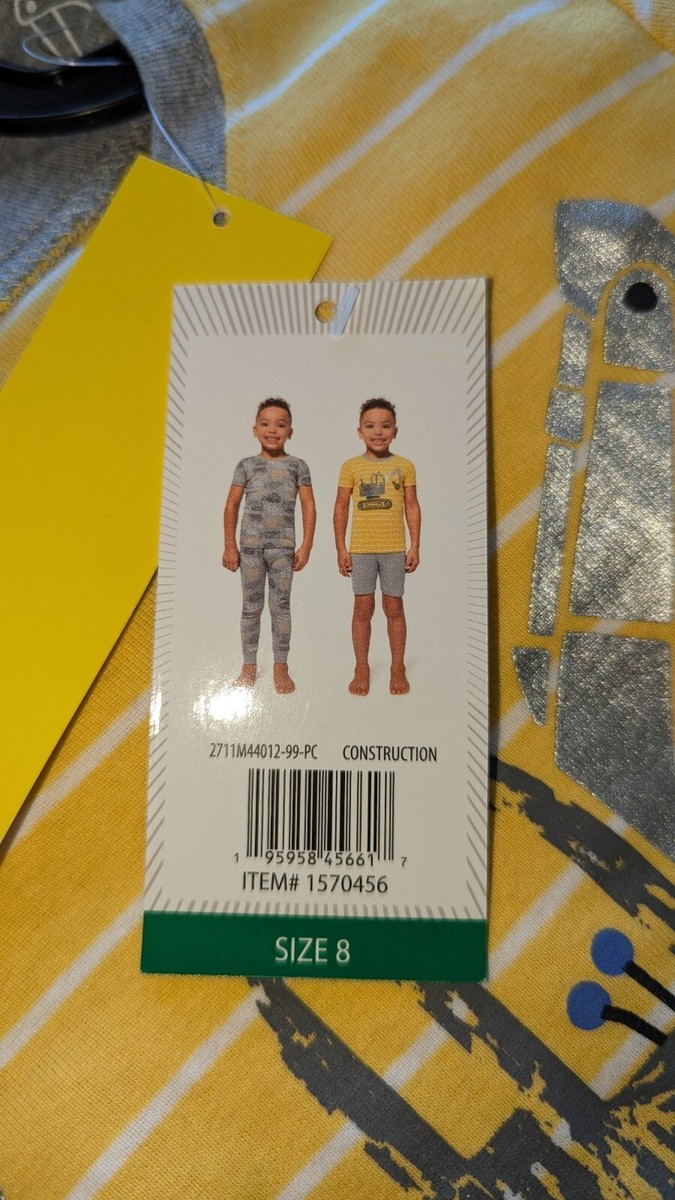 2711M44012-99-PC CONSTRUCTION
1 95958 45661 7
ITEM# 1570456
SIZE 8